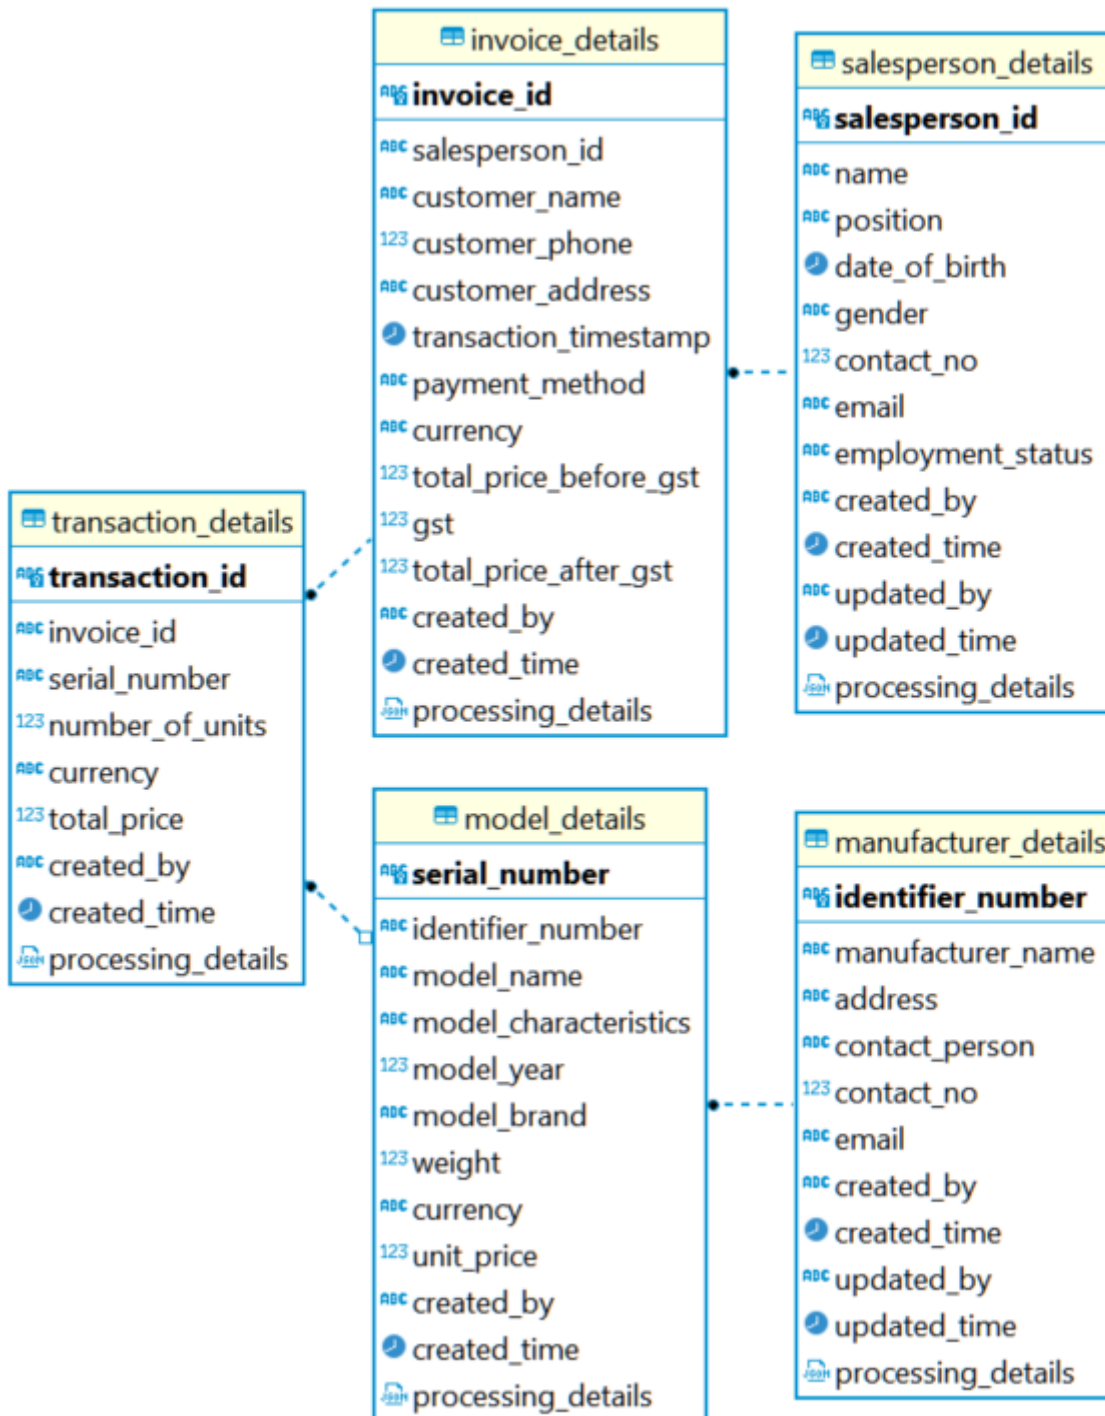 invoice_details
invoice_id
salesperson_id
customer_name
customer_phone
customer_address
transaction_timestamp
payment_method
currency
total_price_before_gst
gst
total_price_after_gst
created_by
created_time
processing_details
salesperson_details
salesperson_id
name
position
date_of_birth
gender
contact_no
email
employment_status
created_by
created_time
updated_by
updated_time
processing_details
transaction_details
transaction_id
invoice_id
serial_number
number_of_units
currency
total_price
created_by
created_time
processing_details
model_details
serial_number
identifier_number
model_name
model_characteristics
model_year
model_brand
weight
currency
unit_price
created_by
created_time
processing_details
manufacturer_details
identifier_number
manufacturer_name
address
contact_person
contact_no
email
created_by
created_time
updated_by
updated_time
processing_details